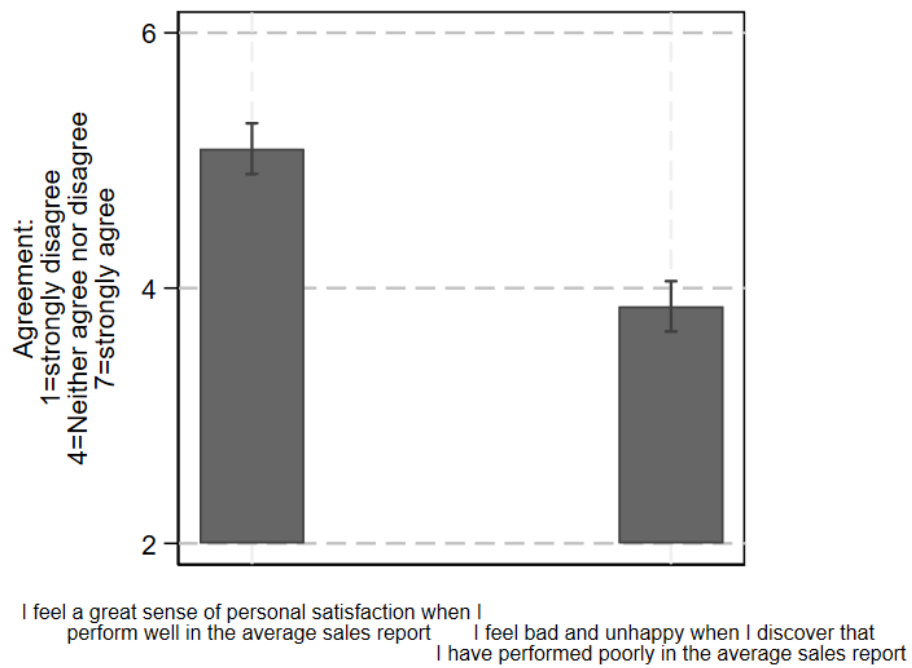 6
4
2
Agreement:
1=strongly disagree
4=Neither agree nor disagree
7=strongly agree
I feel a great sense of personal satisfaction when I
perform well in the average sales report
I feel bad and unhappy when I discover that
I have performed poorly in the average sales report